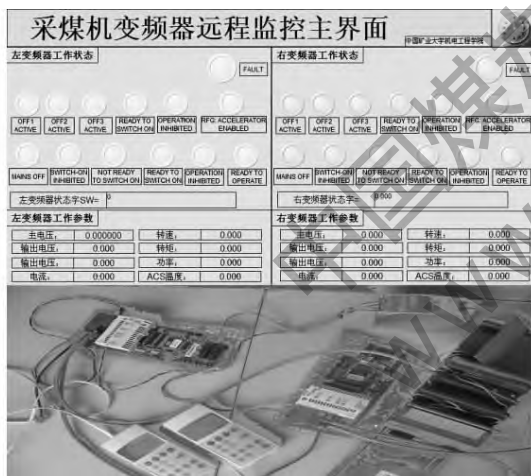 采煤机变频器远程监控主界面
中国矿业大学机电工程学院
左变频器工作状态
FAULT
OFF1 ACTIVE
OFF2 ACTIVE
OFF3 ACTIVE
READY TO SWITCH ON
OPERATION INHIBITED
RFG ACCELERATOR ENABLED
MAINS OFF
SWITCH-ON INHIBITED
NOT READY TO SWITCH ON
READY TO SWITCH ON
OPERATION INHIBITED
READY TO OPERATE
左变频器状态字SW= 0
左变频器工作参数
主电压: 0.000000 转速: 0.000
输出电压: 0.000 转矩: 0.000
输出电压: 0.000 功率: 0.000
电流: 0.000 ACS温度: 0.000
右变频器工作状态
FAULT
OFF1 ACTIVE
OFF2 ACTIVE
OFF3 ACTIVE
READY TO SWITCH ON
OPERATION INHIBITED
RFG ACCELERATOR ENABLED
MAINS OFF
SWITCH-ON INHIBITED
NOT READY TO SWITCH ON
READY TO SWITCH ON
OPERATION INHIBITED
READY TO OPERATE
右变频器状态字= 0.000
右变频器工作参数
主电压: 0.000 转速: 0.000
输出电压: 0.000 转矩: 0.000
输出电压: 0.000 功率: 0.000
电流: 0.000 ACS温度: 0.000
中国煤
www